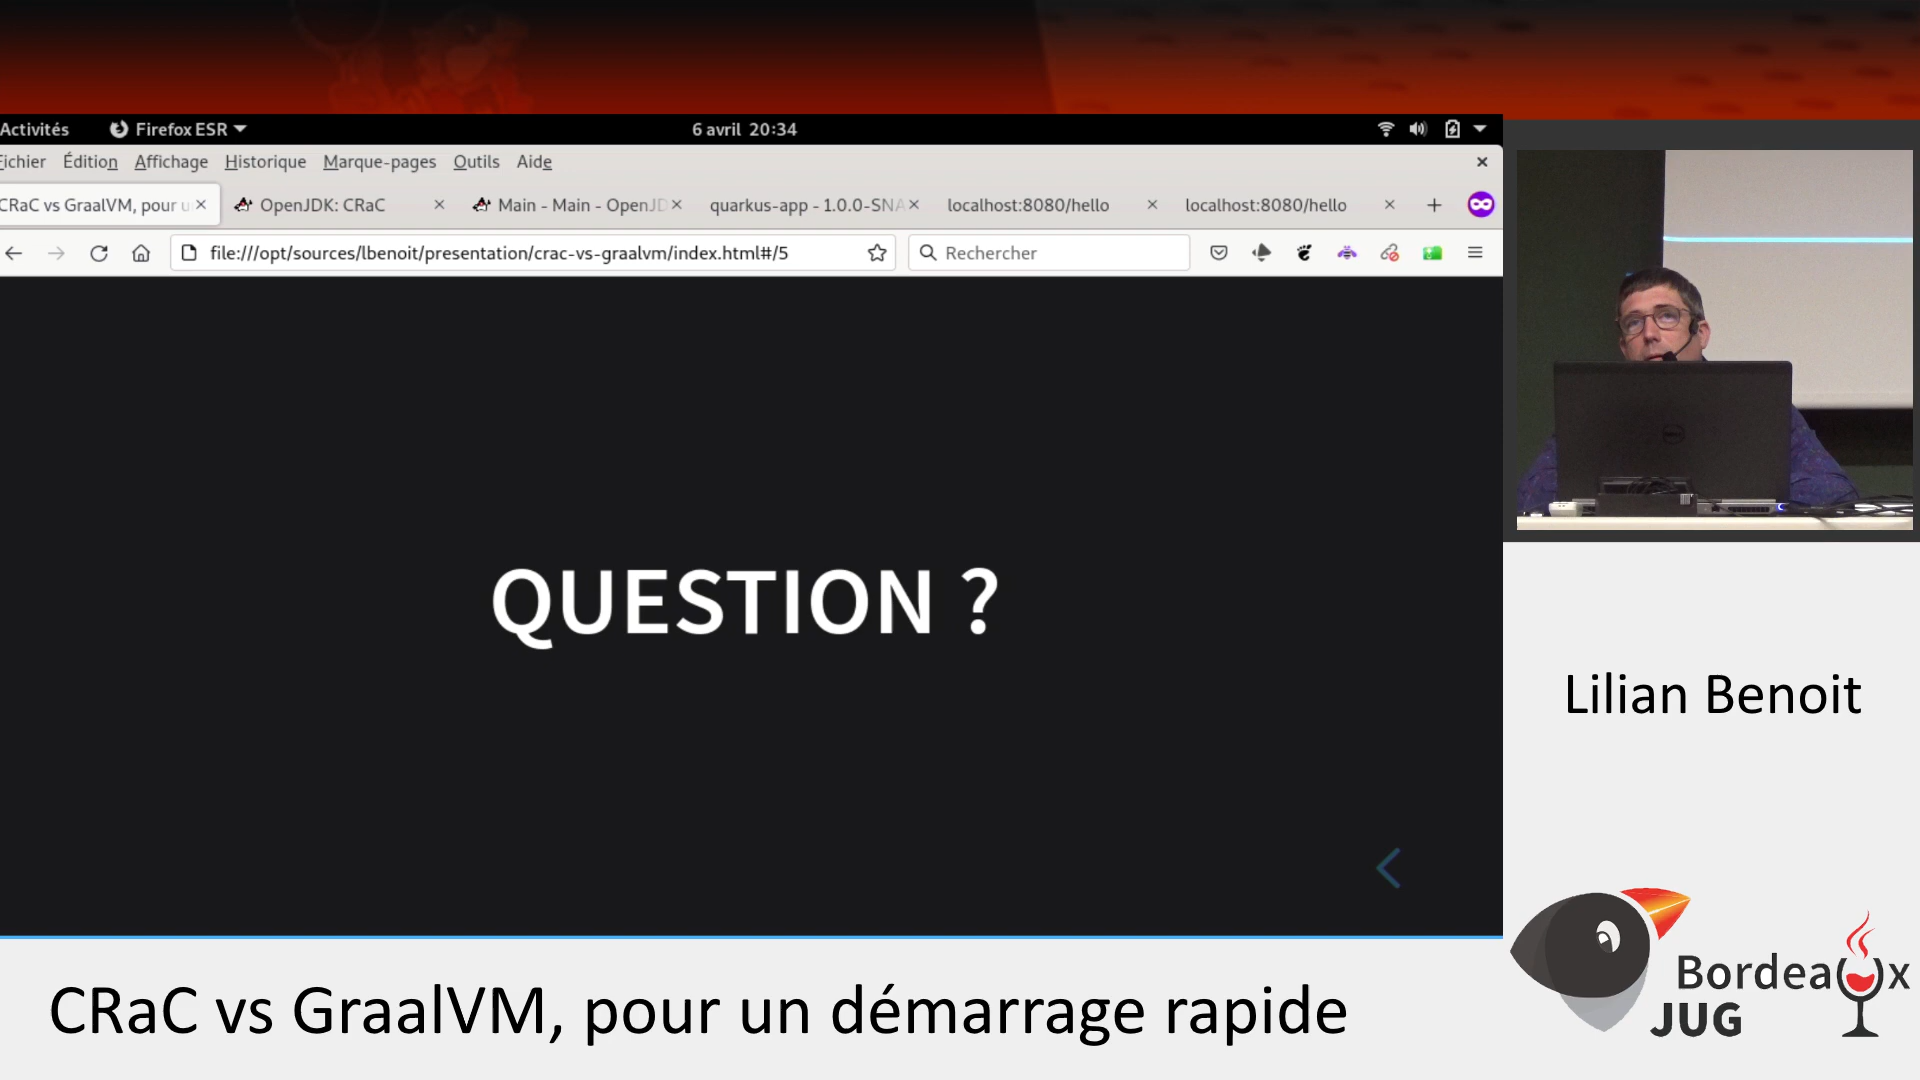 Activités
Firefox ESR
6 avril 20:34
Fichier Édition Affichage Historique Marque-pages Outils Aide
CRaC vs GraalVM, pour u
OpenJDK: CRaC
Main - Main - OpenJD
quarkus-app - 1.0.0-SNA
localhost:8080/hello
localhost:8080/hello
file:///opt/sources/lbenoit/presentation/crac-vs-graalvm/index.html#/5
Rechercher
QUESTION ?
Lilian Benoit
CRaC vs GraalVM, pour un démarrage rapide
Bordeaux
JUG